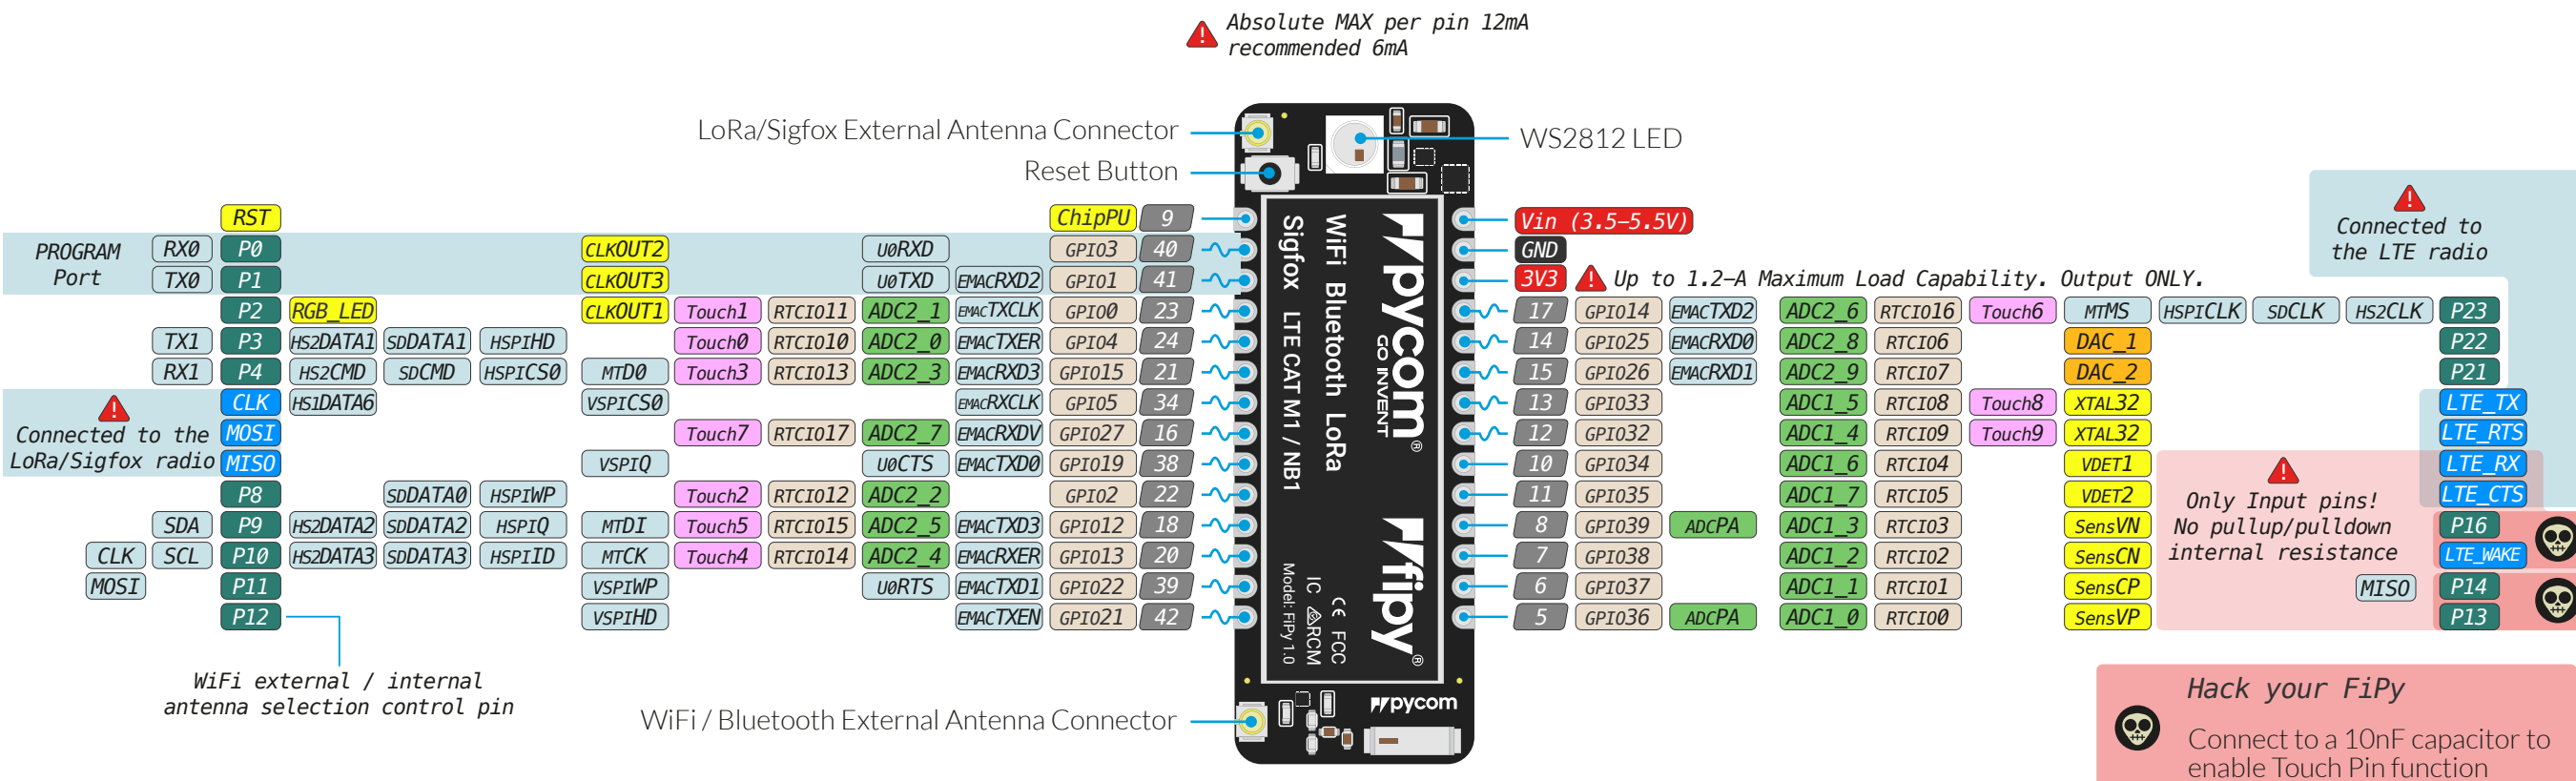 Absolute MAX per pin 12mA
recommended 6mA
LoRa/Sigfox External Antenna Connector
WS2812 LED
Reset Button
RST ChipPU 9
Vin (3.5–5.5V)
PROGRAM
Port
RX0 P0 CLKOUT2 U0RXD GPIO3 40
GND
TX0 P1 CLKOUT3 U0TXD EMACRXD2 GPIO1 41
3V3 Up to 1.2–A Maximum Load Capability. Output ONLY.
Connected to
the LTE radio
P2 RGB_LED CLKOUT1 Touch1 RTCIO11 ADC2_1 EMACTXCLK GPIO0 23
17 GPIO14 EMACTXD2 ADC2_6 RTCIO16 Touch6 MTMS HSPICLK SDCLK HS2CLK P23
TX1 P3 HS2DATA1 SDDATA1 HSPIHD Touch0 RTCIO10 ADC2_0 EMACTXER GPIO4 24
14 GPIO25 EMACRXD0 ADC2_8 RTCIO6 DAC_1 P22
RX1 P4 HS2CMD SDCMD HSPICS0 MTDO Touch3 RTCIO13 ADC2_3 EMACRXD3 GPIO15 21
15 GPIO26 EMACRXD1 ADC2_9 RTCIO7 DAC_2 P21
CLK HS1DATA6 VSPICS0 EMACRXCLK GPIO5 34
13 GPIO33 ADC1_5 RTCIO8 Touch8 XTAL32 LTE_TX
Connected to the
LoRa/Sigfox radio
MOSI Touch7 RTCIO17 ADC2_7 EMACRXDV GPIO27 16
12 GPIO32 ADC1_4 RTCIO9 Touch9 XTAL32 LTE_RTS
MISO VSPIQ U0CTS EMACTXD0 GPIO19 38
10 GPIO34 ADC1_6 RTCIO4 VDET1 LTE_RX
P8 SDDATA0 HSPIWP Touch2 RTCIO12 ADC2_2 GPIO2 22
11 GPIO35 ADC1_7 RTCIO5 VDET2 LTE_CTS
Only Input pins!
No pullup/pulldown
internal resistance
SDA P9 HS2DATA2 SDDATA2 HSPIQ MTDI Touch5 RTCIO15 ADC2_5 EMACTXD3 GPIO12 18
8 GPIO39 ADCPA ADC1_3 RTCIO3 SensVN P16
CLK SCL P10 HS2DATA3 SDDATA3 HSPIID MTCK Touch4 RTCIO14 ADC2_4 EMACRXER GPIO13 20
7 GPIO38 ADC1_2 RTCIO2 SensCN LTE_WAKE
MOSI P11 VSPIWP U0RTS EMACTXD1 GPIO22 39
6 GPIO37 ADC1_1 RTCIO1 SensCP MISO P14
P12 VSPIHD EMACTXEN GPIO21 42
5 GPIO36 ADCPA ADC1_0 RTCIO0 SensVP P13
pycom®
GO INVENT
WiFi Bluetooth LoRa
Sigfox LTE CAT M1 / NB1
fipy®
CE FCC
IC RCM
Model: FiPy 1.0
pycom
WiFi external / internal
antenna selection control pin
WiFi / Bluetooth External Antenna Connector
Hack your FiPy
Connect to a 10nF capacitor to
enable Touch Pin function